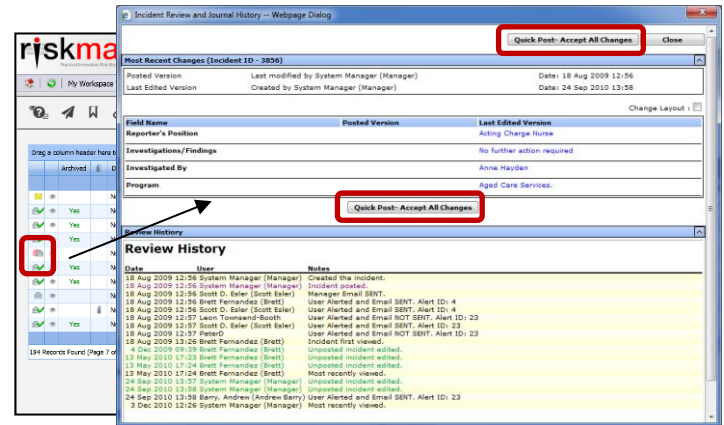 Incident Review and Journal History -- Webpage Dialog
Quick Post- Accept All Changes Close
Most Recent Changes (Incident ID - 3856)
Posted Version Last modified by System Manager (Manager) Date: 18 Aug 2009 12:56
Last Edited Version Created by System Manager (Manager) Date: 24 Sep 2010 13:58
Change Layout :
Field Name Posted Version Last Edited Version
Reporter's Position Acting Charge Nurse
Investigations/Findings No further action required
Investigated By Anne Hayden
Program Aged Care Services.
Quick Post- Accept All Changes
Review History
Review History
Date User Notes
18 Aug 2009 12:56 System Manager (Manager) Created the incident.
18 Aug 2009 12:56 System Manager (Manager) Incident posted.
18 Aug 2009 12:56 Scott D. Esler (Scott Esler) Manager Email SENT.
18 Aug 2009 12:56 Brett Fernandez (Brett) User Alerted and Email SENT. Alert ID: 4
18 Aug 2009 12:56 Scott D. Esler (Scott Esler) User Alerted and Email SENT. Alert ID: 4
18 Aug 2009 12:57 Leon Townsend-Booth User Alerted and Email NOT SENT. Alert ID: 23
18 Aug 2009 12:57 Scott D. Esler (Scott Esler) User Alerted and Email SENT. Alert ID: 23
18 Aug 2009 12:57 PeterD User Alerted and Email NOT SENT. Alert ID: 23
18 Aug 2009 13:26 Brett Fernandez (Brett) Incident first viewed.
4 Dec 2009 09:39 Brett Fernandez (Brett) Unposted incident edited.
13 May 2010 17:23 Brett Fernandez (Brett) Unposted incident edited.
13 May 2010 17:24 Brett Fernandez (Brett) Unposted incident edited.
13 May 2010 17:24 Brett Fernandez (Brett) Most recently viewed.
24 Sep 2010 13:57 System Manager (Manager) Unposted incident edited.
24 Sep 2010 13:58 System Manager (Manager) Unposted incident edited.
24 Sep 2010 13:58 Barry, Andrew (Andrew Barry) User Alerted and Email SENT. Alert ID: 23
3 Dec 2010 12:26 System Manager (Manager) Most recently viewed.
riskma
My Workspace
Drag a column header here t
Archived D
N
Yes N
Yes N
Yes N
Yes N
N
N
Yes N
194 Records Found (Page 7 of